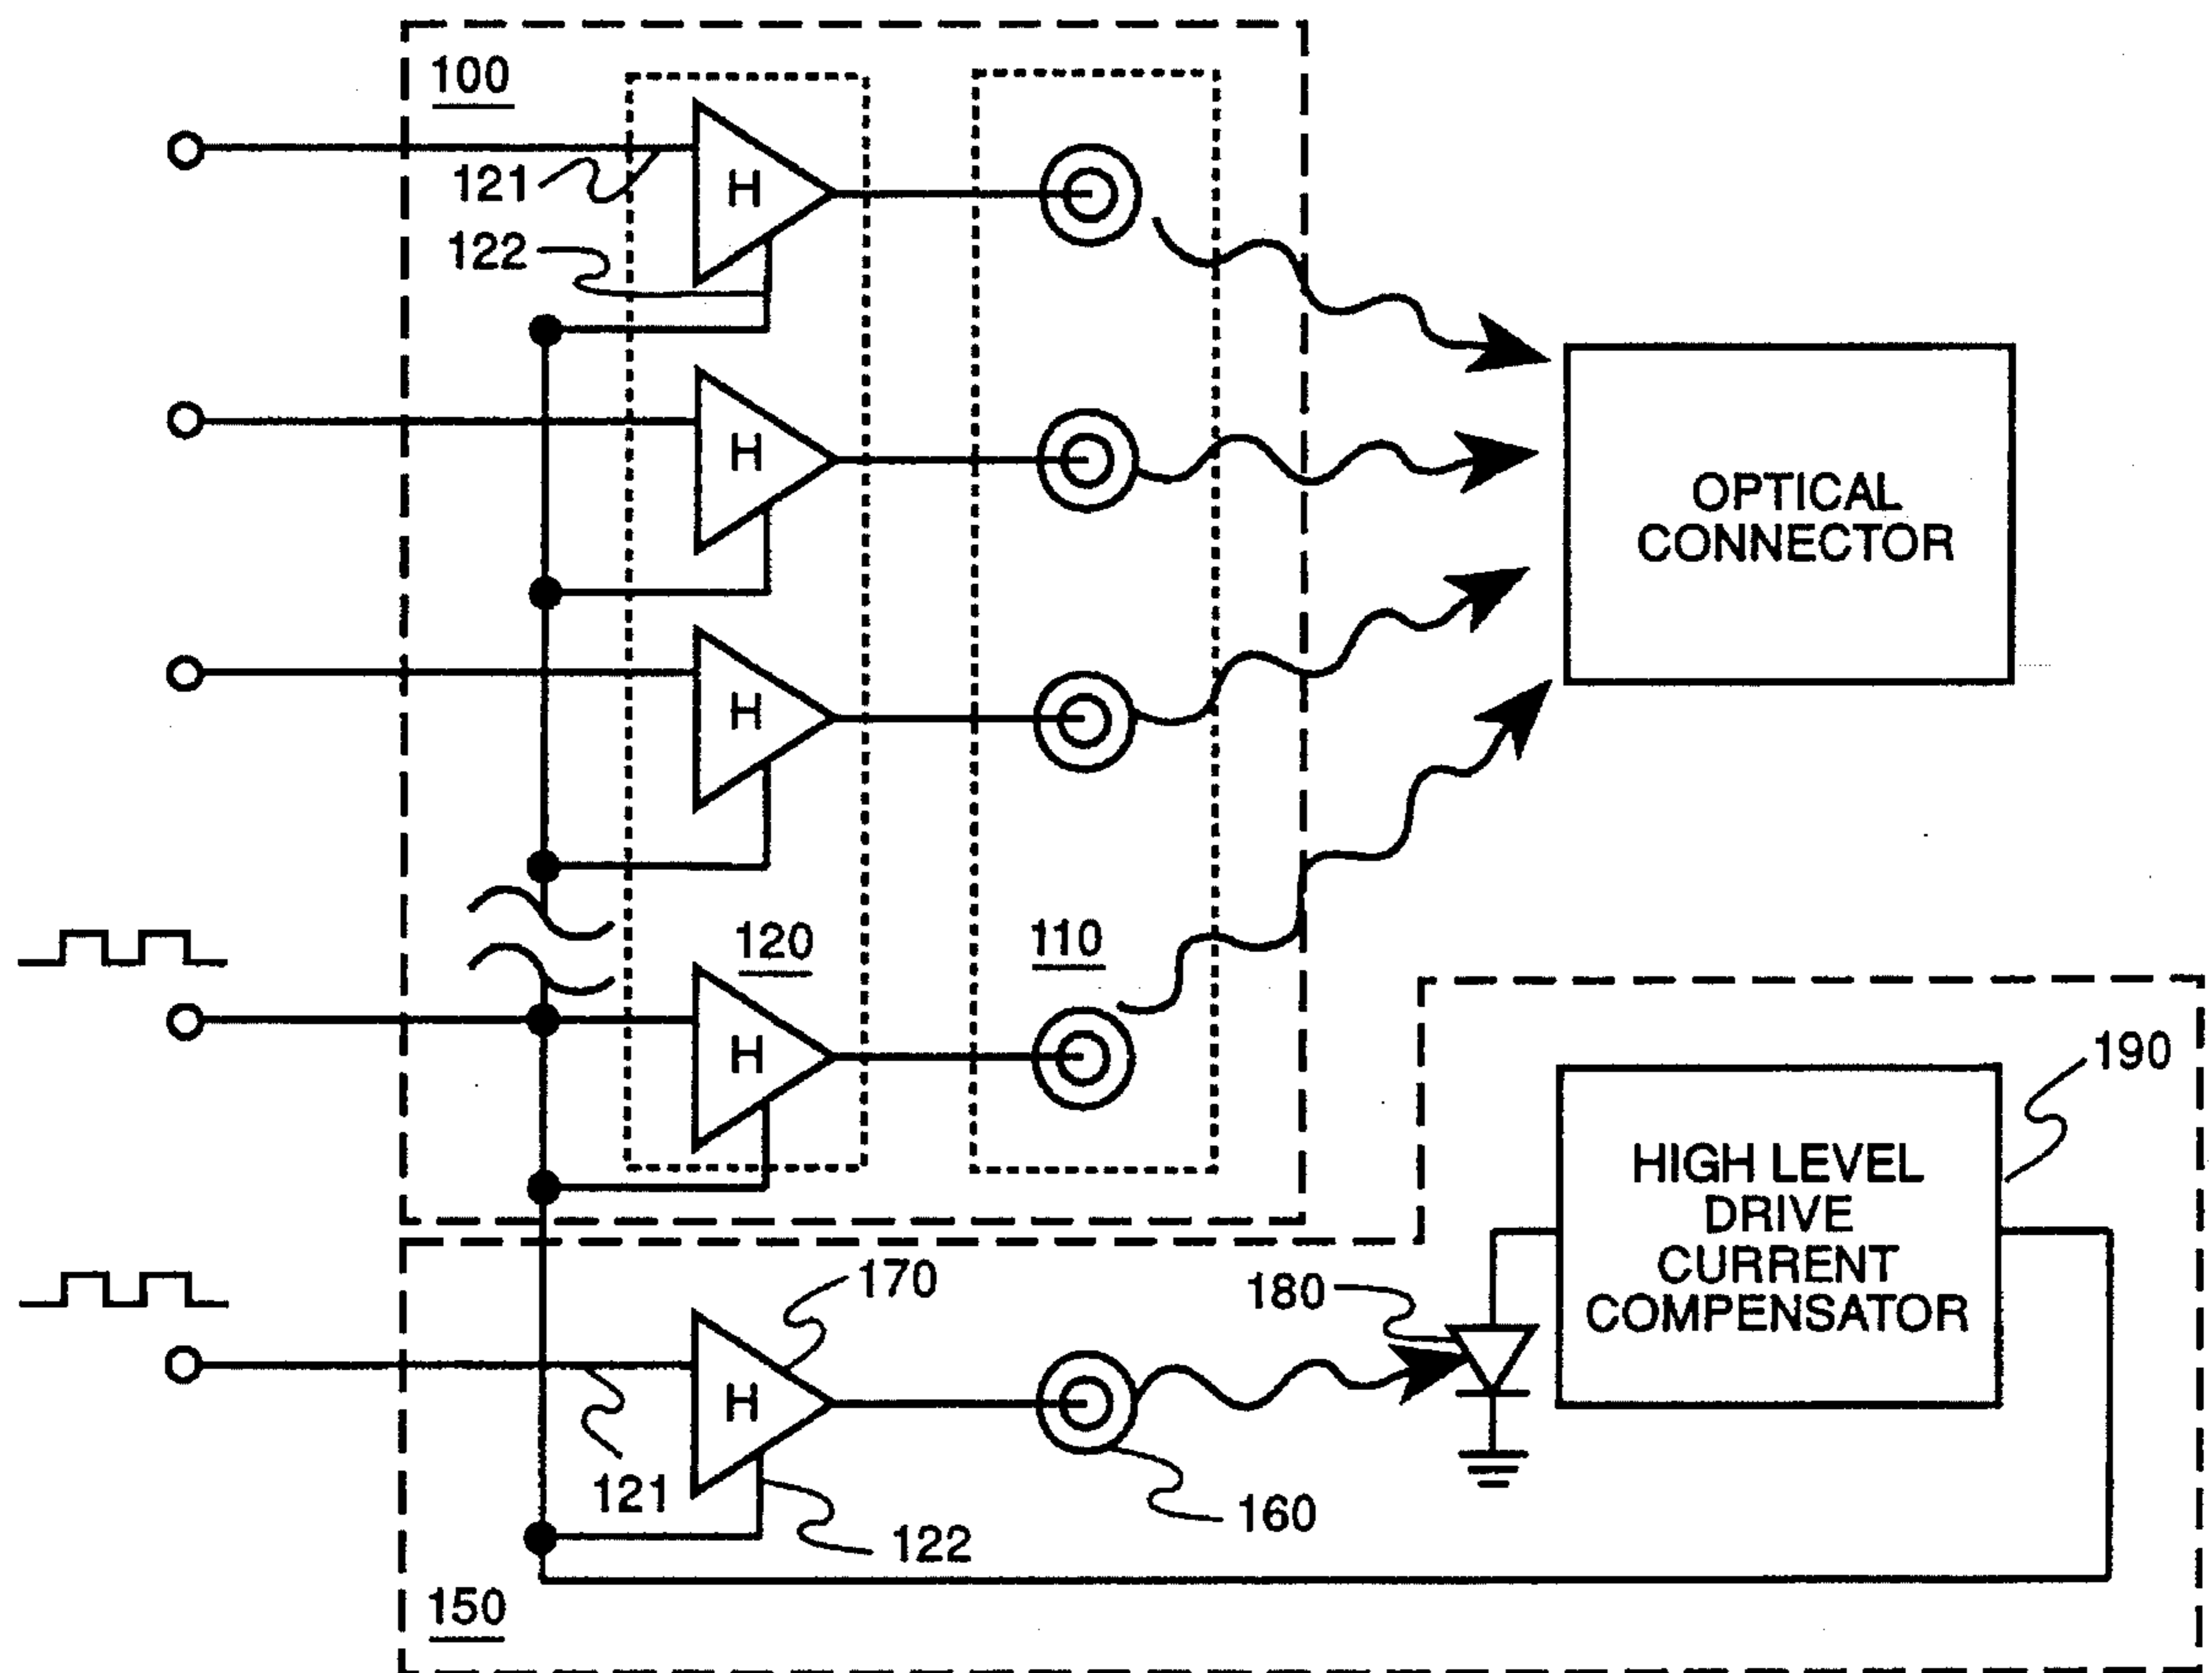 100
121
H
122
H
OPTICAL
CONNECTOR
H
120
110
H
190
HIGH LEVEL
DRIVE
CURRENT
COMPENSATOR
170
180
H
121
160
122
150